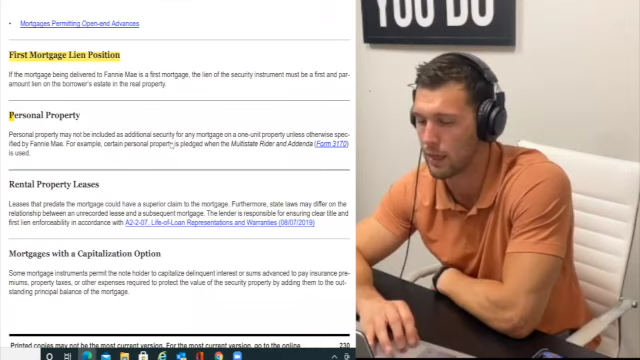 YOU DO
• Mortgages Permitting Open-end Advances
First Mortgage Lien Position
If the mortgage being delivered to Fannie Mae is a first mortgage, the lien of the security instrument must be a first and par-
amount lien on the borrower's estate in the real property.
Personal Property
Personal property may not be included as additional security for any mortgage on a one-unit property unless otherwise spec-
ified by Fannie Mae. For example, certain personal property is pledged when the Multistate Rider and Addenda (Form 3170)
is used.
Rental Property Leases
Leases that predate the mortgage could have a superior claim to the mortgage. Furthermore, state laws may differ on the
relationship between an unrecorded lease and a subsequent mortgage. The lender is responsible for ensuring clear title and
first lien enforceability in accordance with A2-2-07, Life-of-Loan Representations and Warranties (08/07/2019)
Mortgages with a Capitalization Option
Some mortgage instruments permit the note holder to capitalize delinquent interest or sums advanced to pay insurance pre-
miums, property taxes, or other expenses required to protect the value of the security property by adding them to the out-
standing principal balance of the mortgage.
Printed copies may not be the most current version. For the most current version, go to the online 230